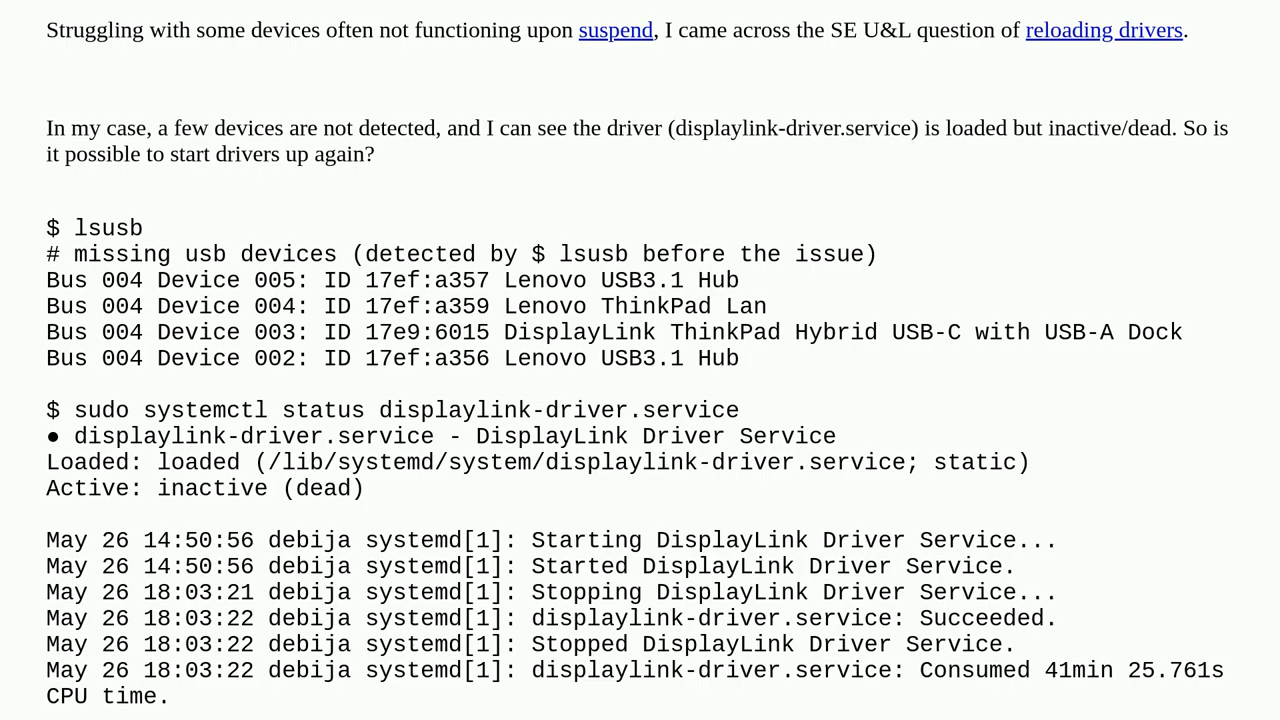 Struggling with some devices often not functioning upon suspend, I came across the SE U&L question of reloading drivers.
In my case, a few devices are not detected, and I can see the driver (displaylink-driver.service) is loaded but inactive/dead. So is
it possible to start drivers up again?
$ lsusb
# missing usb devices (detected by $ lsusb before the issue)
Bus 004 Device 005: ID 17ef:a357 Lenovo USB3.1 Hub
Bus 004 Device 004: ID 17ef:a359 Lenovo ThinkPad Lan
Bus 004 Device 003: ID 17e9:6015 DisplayLink ThinkPad Hybrid USB-C with USB-A Dock
Bus 004 Device 002: ID 17ef:a356 Lenovo USB3.1 Hub
$ sudo systemctl status displaylink-driver.service
● displaylink-driver.service - DisplayLink Driver Service
Loaded: loaded (/lib/systemd/system/displaylink-driver.service; static)
Active: inactive (dead)
May 26 14:50:56 debija systemd[1]: Starting DisplayLink Driver Service...
May 26 14:50:56 debija systemd[1]: Started DisplayLink Driver Service.
May 26 18:03:21 debija systemd[1]: Stopping DisplayLink Driver Service...
May 26 18:03:22 debija systemd[1]: displaylink-driver.service: Succeeded.
May 26 18:03:22 debija systemd[1]: Stopped DisplayLink Driver Service.
May 26 18:03:22 debija systemd[1]: displaylink-driver.service: Consumed 41min 25.761s
CPU time.